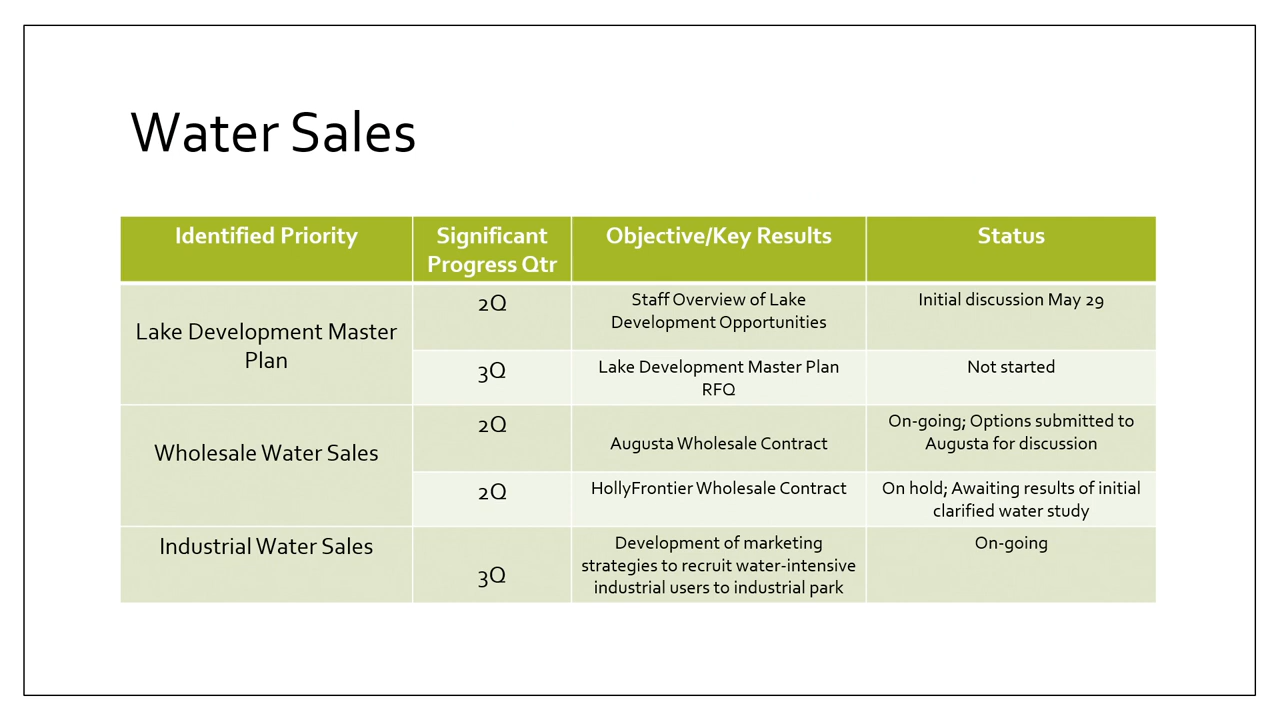 Water Sales
Identified Priority
Significant
Progress Qtr
Objective/Key Results
Status
Lake Development Master
Plan
2Q
Staff Overview of Lake
Development Opportunities
Initial discussion May 29
3Q
Lake Development Master Plan
RFQ
Not started
Wholesale Water Sales
2Q
Augusta Wholesale Contract
On-going; Options submitted to
Augusta for discussion
2Q
HollyFrontier Wholesale Contract
On hold; Awaiting results of initial
clarified water study
Industrial Water Sales
3Q
Development of marketing
strategies to recruit water-intensive
industrial users to industrial park
On-going